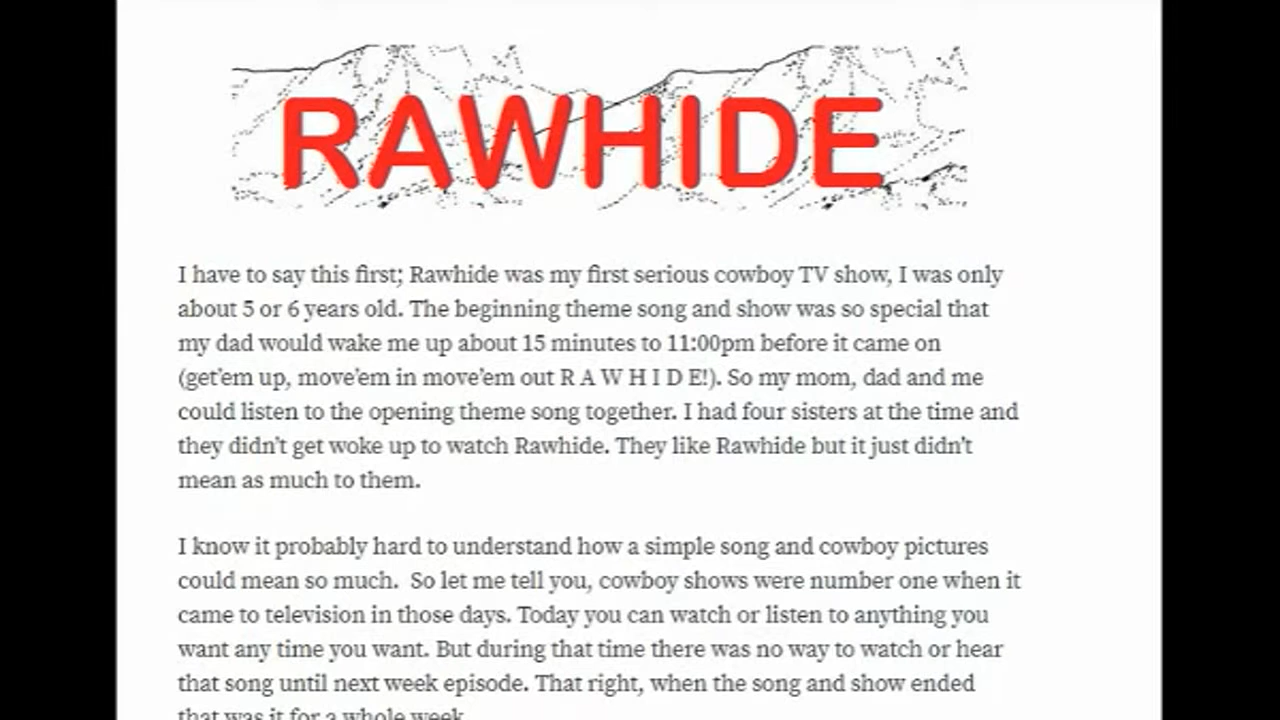 RAWHIDE
I have to say this first; Rawhide was my first serious cowboy TV show, I was only
about 5 or 6 years old. The beginning theme song and show was so special that
my dad would wake me up about 15 minutes to 11:00pm before it came on
(get'em up, move'em in move'em out R A W H I D E!). So my mom, dad and me
could listen to the opening theme song together. I had four sisters at the time and
they didn't get woke up to watch Rawhide. They like Rawhide but it just didn't
mean as much to them.
I know it probably hard to understand how a simple song and cowboy pictures
could mean so much.  So let me tell you, cowboy shows were number one when it
came to television in those days. Today you can watch or listen to anything you
want any time you want. But during that time there was no way to watch or hear
that song until next week episode. That right, when the song and show ended
that was it for a whole week